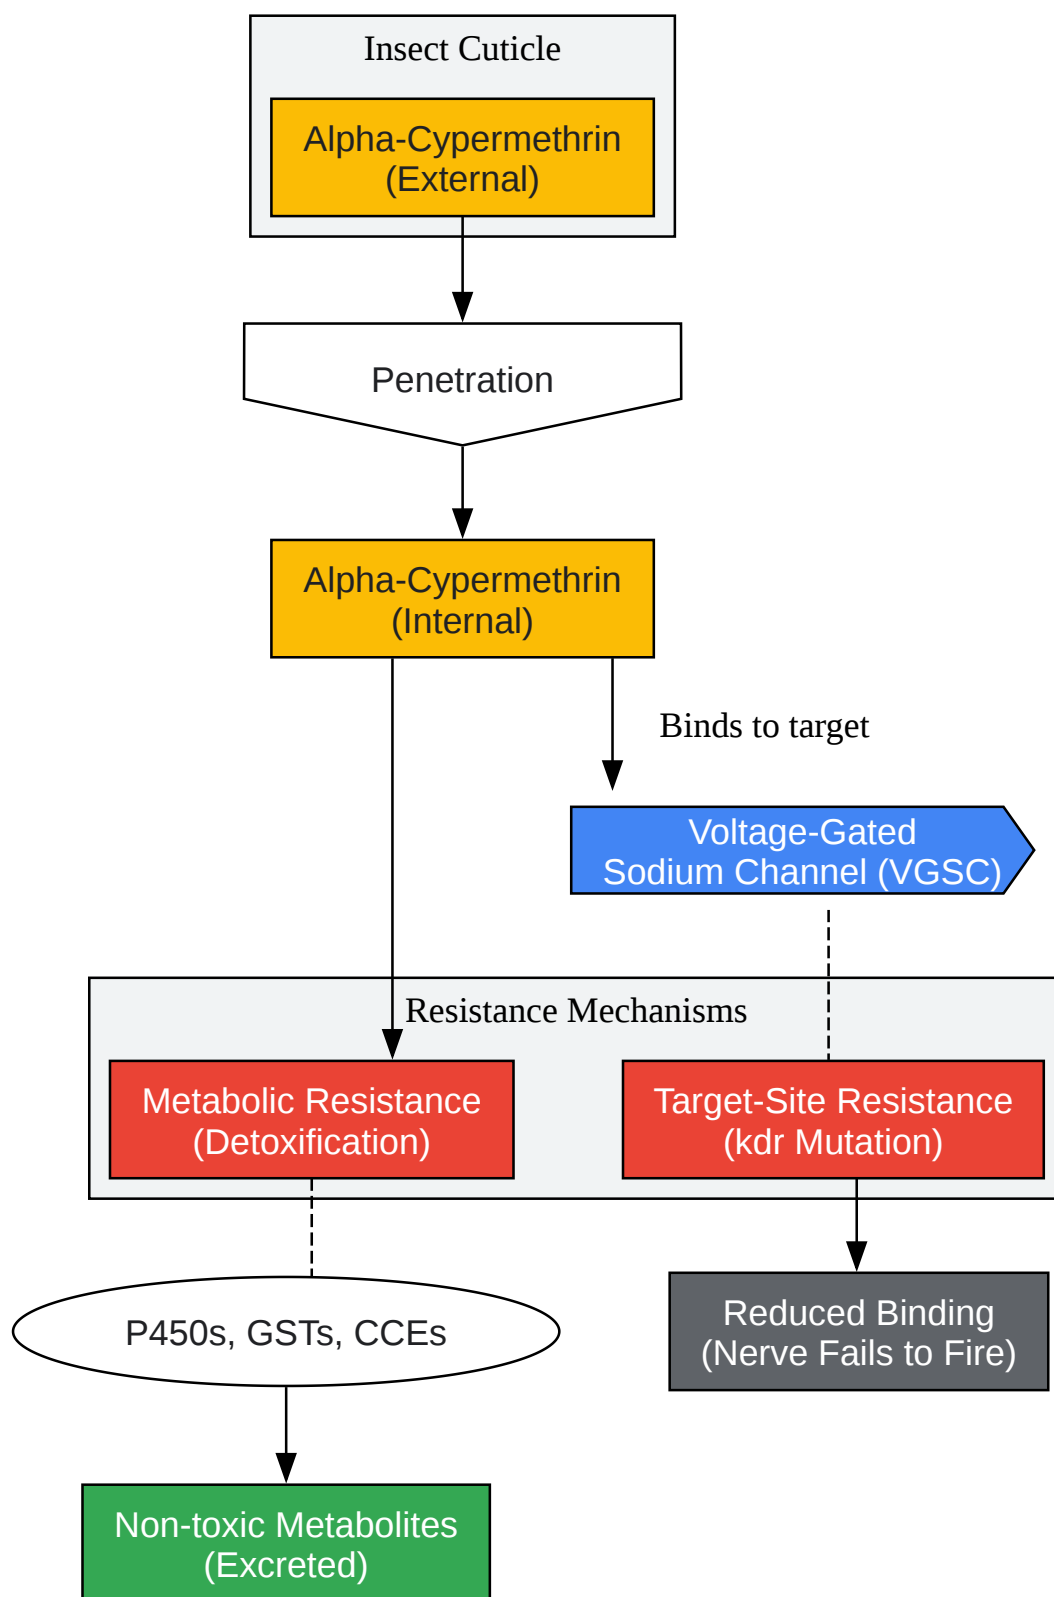 Insect Cuticle
Alpha-Cypermethrin
(External)
Penetration
Alpha-Cypermethrin
(Internal)
Binds to target
Voltage-Gated
Sodium Channel (VGSC)
Resistance Mechanisms
Metabolic Resistance
(Detoxification)
Target-Site Resistance
(kdr Mutation)
P450s, GSTs, CCEs
Reduced Binding
(Nerve Fails to Fire)
Non-toxic Metabolites
(Excreted)